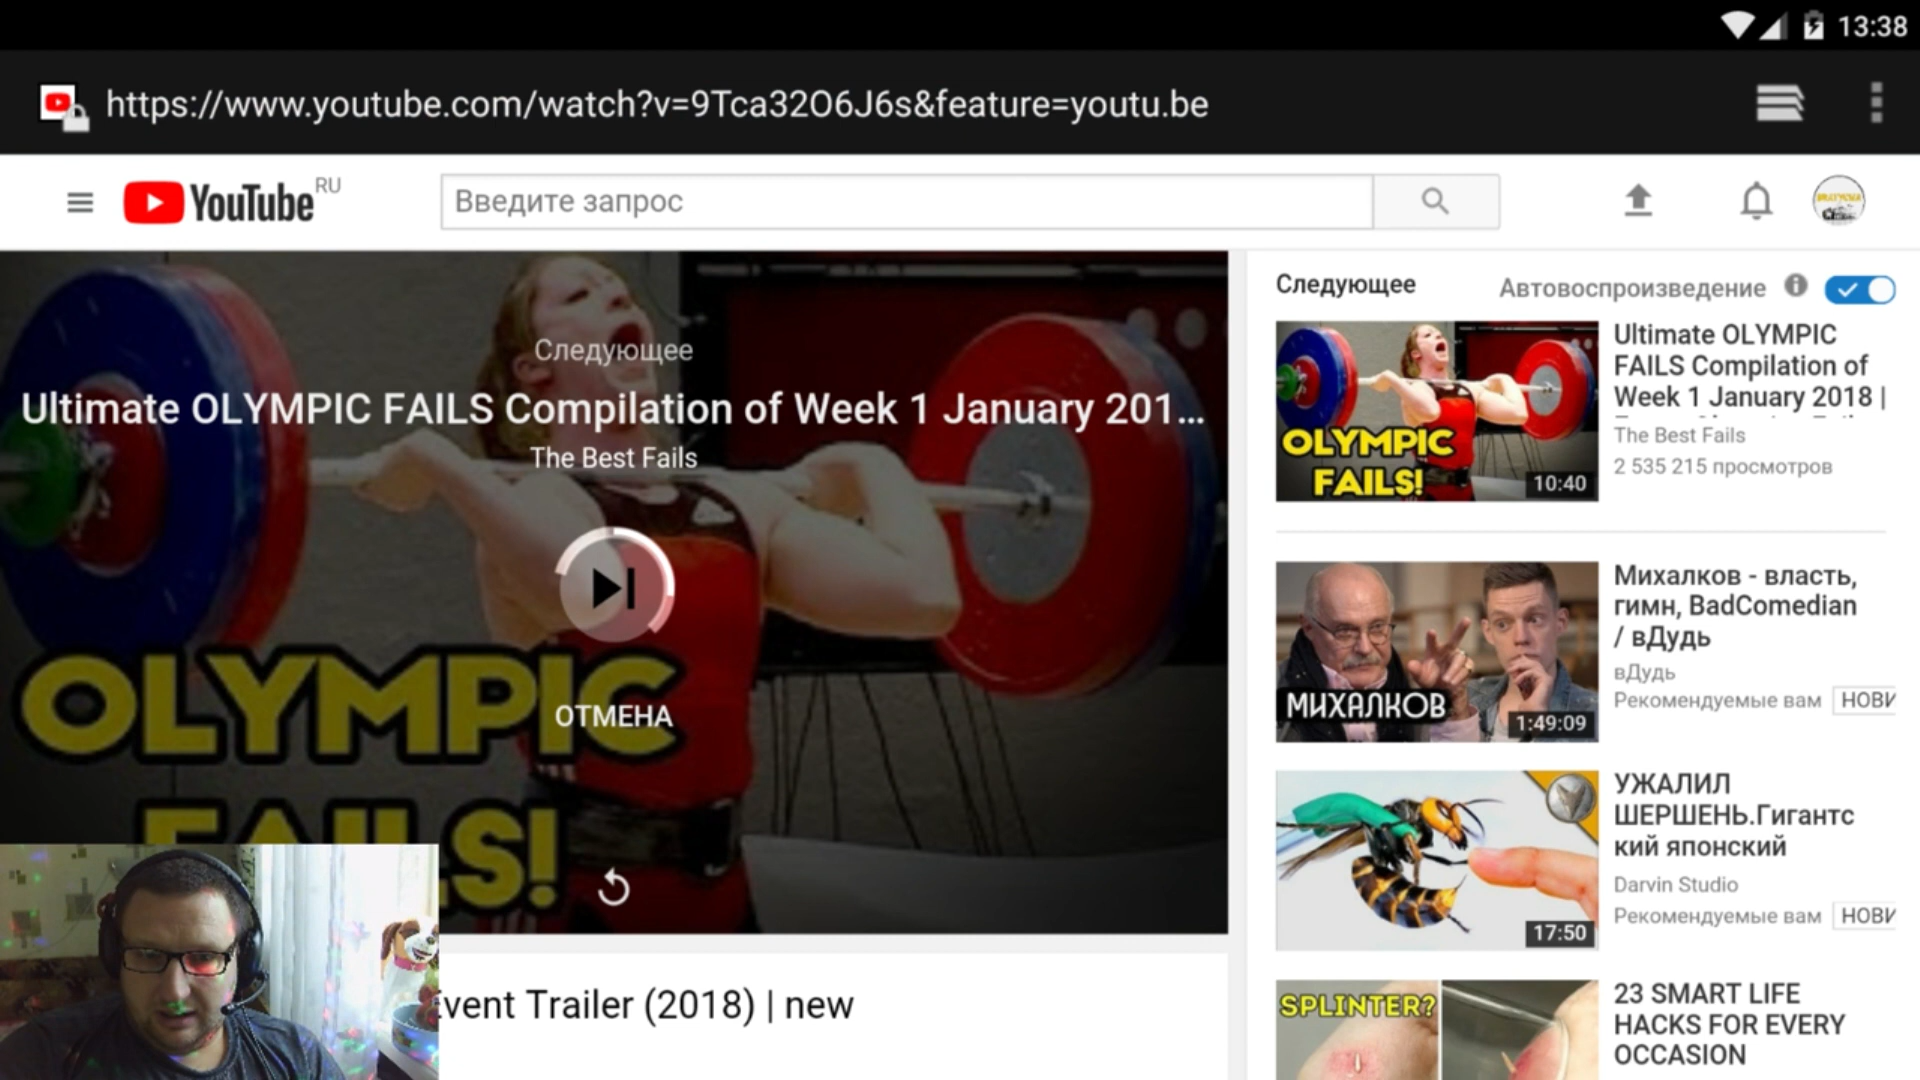 13:38
https://www.youtube.com/watch?v=9Tca32O6J6s&feature=youtu.be
YouTube RU
Введите запрос
Следующее
Ultimate OLYMPIC FAILS Compilation of Week 1 January 201...
The Best Fails
OLYMPIC
ОТМЕНА
FAILS!
vent Trailer (2018) | new
Следующее
Автовоспроизведение
OLYMPIC
FAILS!
10:40
Ultimate OLYMPIC
FAILS Compilation of
Week 1 January 2018 |
The Best Fails
2 535 215 просмотров
МИХАЛКОВ
1:49:09
Михалков - власть,
гимн, BadComedian
/ вДудь
вДудь
Рекомендуемые вам НОВИ
17:50
УЖАЛИЛ
ШЕРШЕНЬ.Гигантс
кий японский
Darvin Studio
Рекомендуемые вам НОВИ
SPLINTER?
23 SMART LIFE
HACKS FOR EVERY
OCCASION